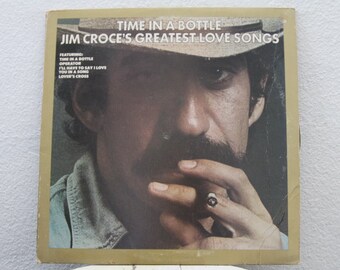 TIME IN A BOTTLE
JIM CROCE'S GREATEST LOVE SONGS
FEATURING:
TIME IN A BOTTLE
OPERATOR
I'LL HAVE TO SAY I LOVE
YOU IN A SONG
LOVER'S CROSS